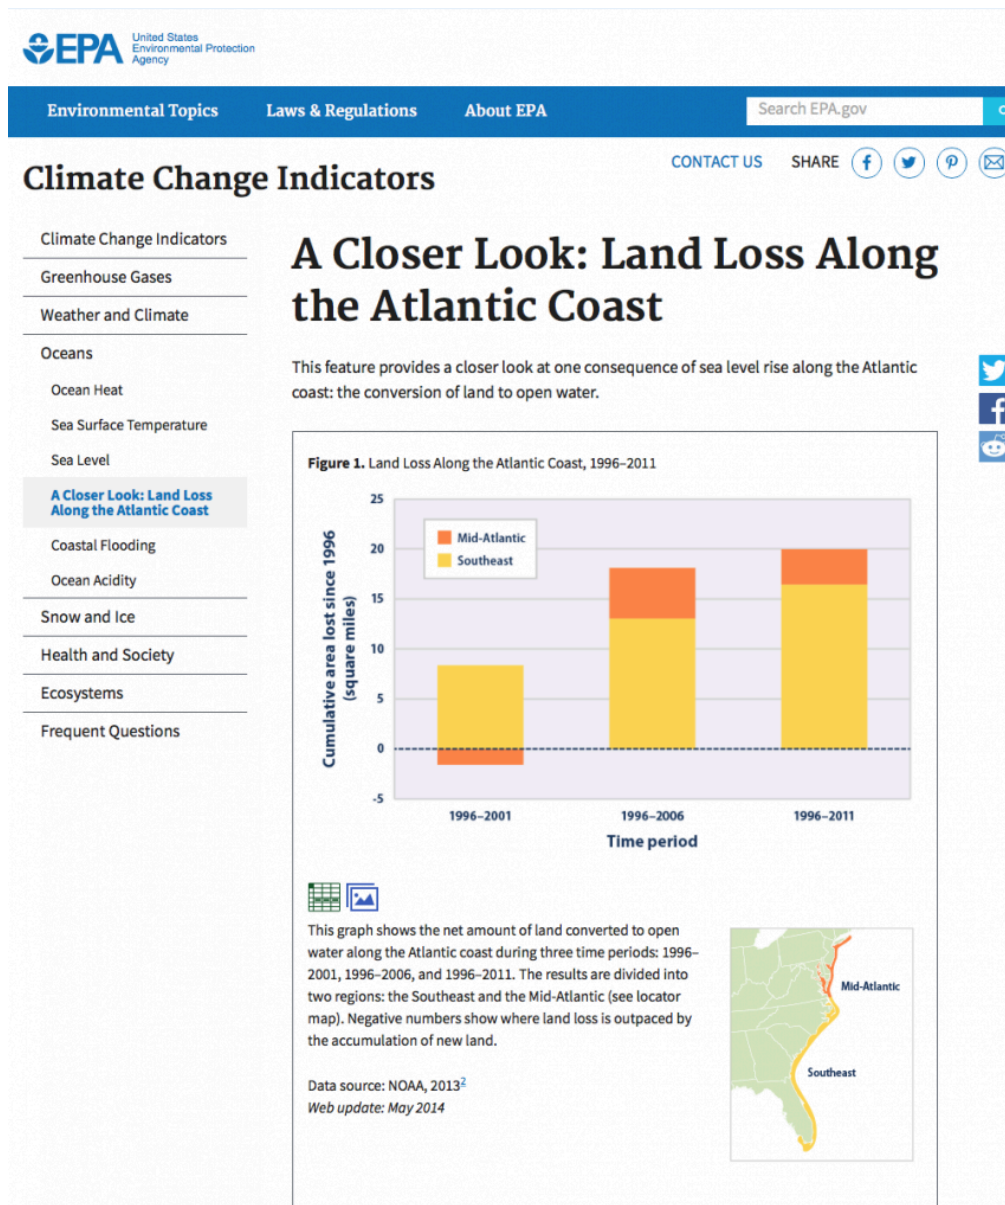 EPA
United States
Environmental Protection
Agency
Environmental Topics
Laws & Regulations
About EPA
Search EPA.gov
Climate Change Indicators
CONTACT US
SHARE
Climate Change Indicators
Greenhouse Gases
Weather and Climate
Oceans
Ocean Heat
Sea Surface Temperature
Sea Level
A Closer Look: Land Loss
Along the Atlantic Coast
Coastal Flooding
Ocean Acidity
Snow and Ice
Health and Society
Ecosystems
Frequent Questions
A Closer Look: Land Loss Along
the Atlantic Coast
This feature provides a closer look at one consequence of sea level rise along the Atlantic
coast: the conversion of land to open water.
Figure 1. Land Loss Along the Atlantic Coast, 1996–2011
Cumulative area lost since 1996
(square miles)
25
20
15
10
5
0
-5
Mid-Atlantic
Southeast
1996–2001
1996–2006
1996–2011
Time period
This graph shows the net amount of land converted to open
water along the Atlantic coast during three time periods: 1996–
2001, 1996–2006, and 1996–2011. The results are divided into
two regions: the Southeast and the Mid-Atlantic (see locator
map). Negative numbers show where land loss is outpaced by
the accumulation of new land.
Data source: NOAA, 2013²
Web update: May 2014
Mid-Atlantic
Southeast